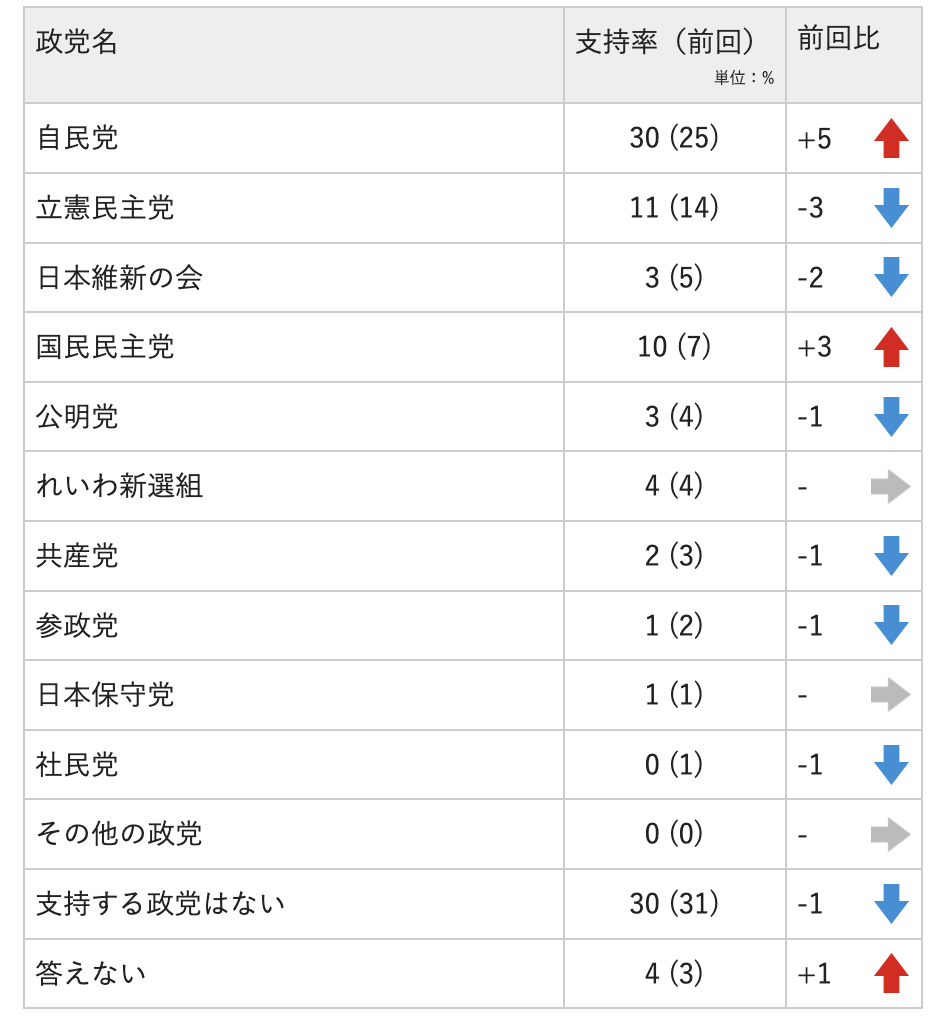 政党名 支持率（前回） 前回比
単位：%
自民党 30 (25) +5
立憲民主党 11 (14) -3
日本維新の会 3 (5) -2
国民民主党 10 (7) +3
公明党 3 (4) -1
れいわ新選組 4 (4) -
共産党 2 (3) -1
参政党 1 (2) -1
日本保守党 1 (1) -
社民党 0 (1) -1
その他の政党 0 (0) -
支持する政党はない 30 (31) -1
答えない 4 (3) +1